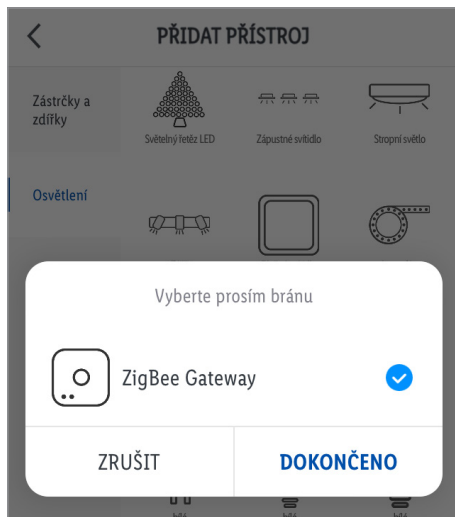 PŘIDAT PŘÍSTROJ
Zástrčky a
zdířky
Světelný řetěz LED
Zápustné svítidlo
Stropní světlo
Osvětlení
Vyberte prosím bránu
ZigBee Gateway
ZRUŠIT
DOKONČENO